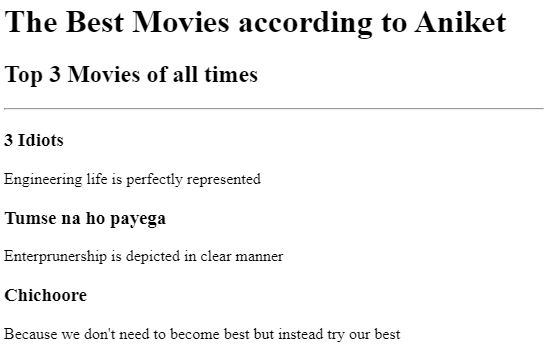 The Best Movies according to Aniket
Top 3 Movies of all times
3 Idiots
Engineering life is perfectly represented
Tumse na ho payega
Enterprunership is depicted in clear manner
Chichoore
Because we don't need to become best but instead try our best